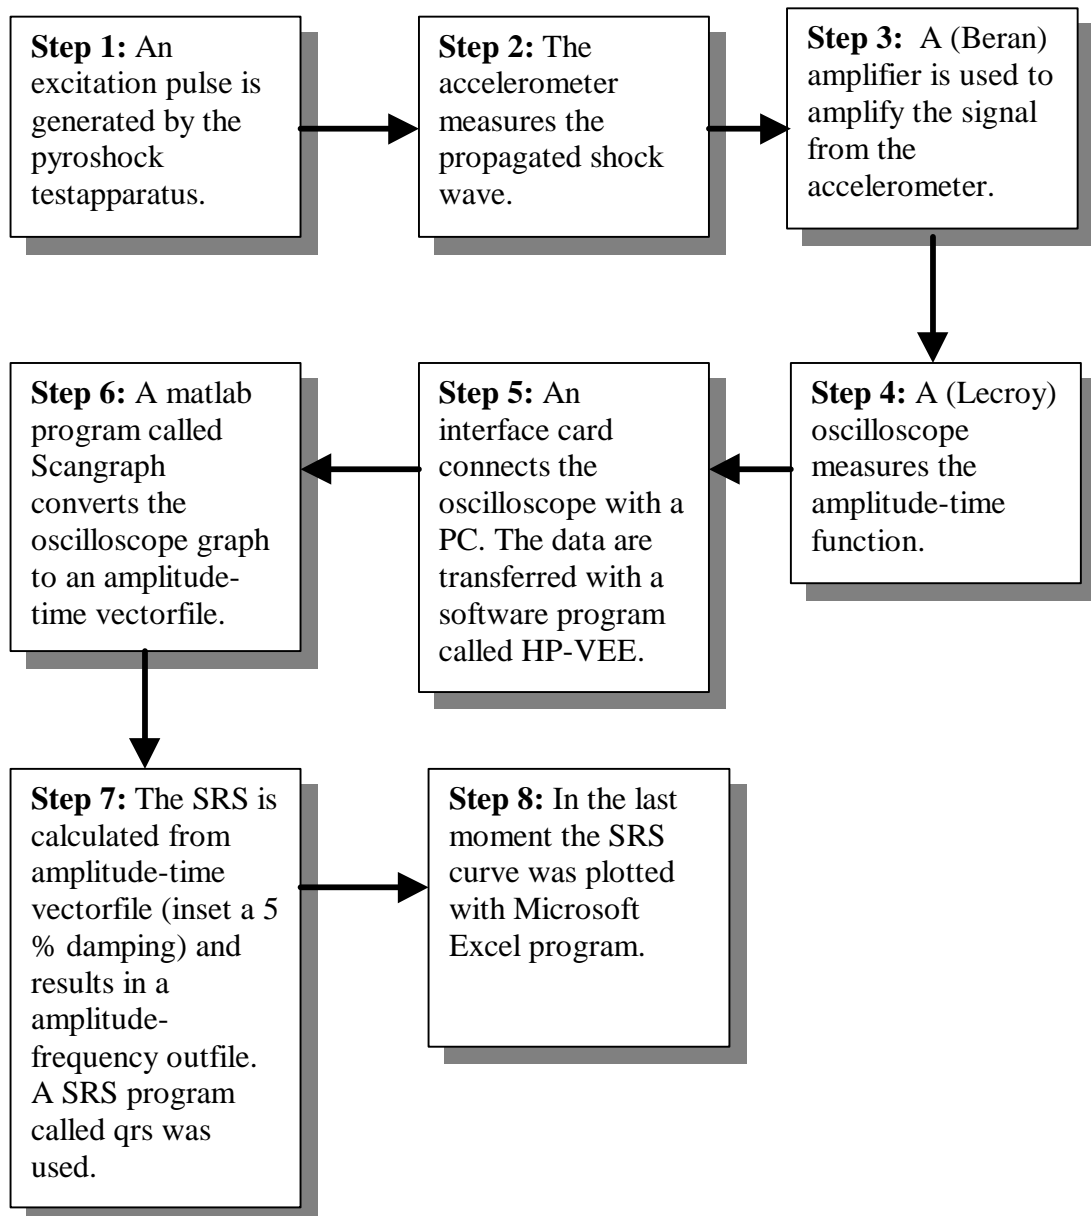 Step 1: An
excitation pulse is
generated by the
pyroshock
testapparatus.
Step 2: The
accelerometer
measures the
propagated shock
wave.
Step 3:  A (Beran)
amplifier is used to
amplify the signal
from the
accelerometer.
Step 4: A (Lecroy)
oscilloscope
measures the
amplitude-time
function.
Step 5: An
interface card
connects the
oscilloscope with a
PC. The data are
transferred with a
software program
called HP-VEE.
Step 6: A matlab
program called
Scangraph
converts the
oscilloscope graph
to an amplitude-
time vectorfile.
Step 7: The SRS is
calculated from
amplitude-time
vectorfile (inset a 5
% damping) and
results in a
amplitude-
frequency outfile.
A SRS program
called qrs was
used.
Step 8: In the last
moment the SRS
curve was plotted
with Microsoft
Excel program.